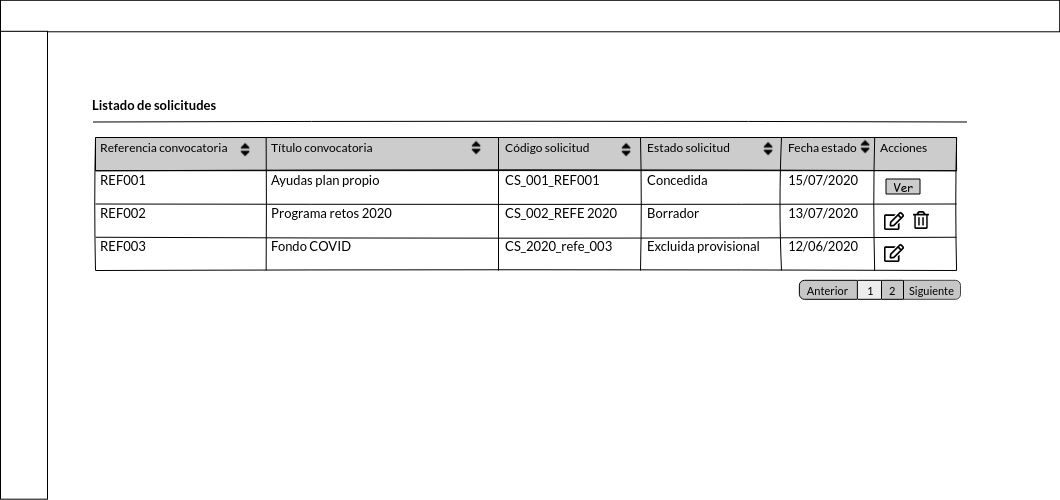 Listado de solicitudes
Referencia convocatoria Título convocatoria Código solicitud Estado solicitud Fecha estado Acciones
REF001 Ayudas plan propio CS_001_REF001 Concedida 15/07/2020 Ver
REF002 Programa retos 2020 CS_002_REFE 2020 Borrador 13/07/2020
REF003 Fondo COVID CS_2020_refe_003 Excluida provisional 12/06/2020
Anterior 1 2 Siguiente